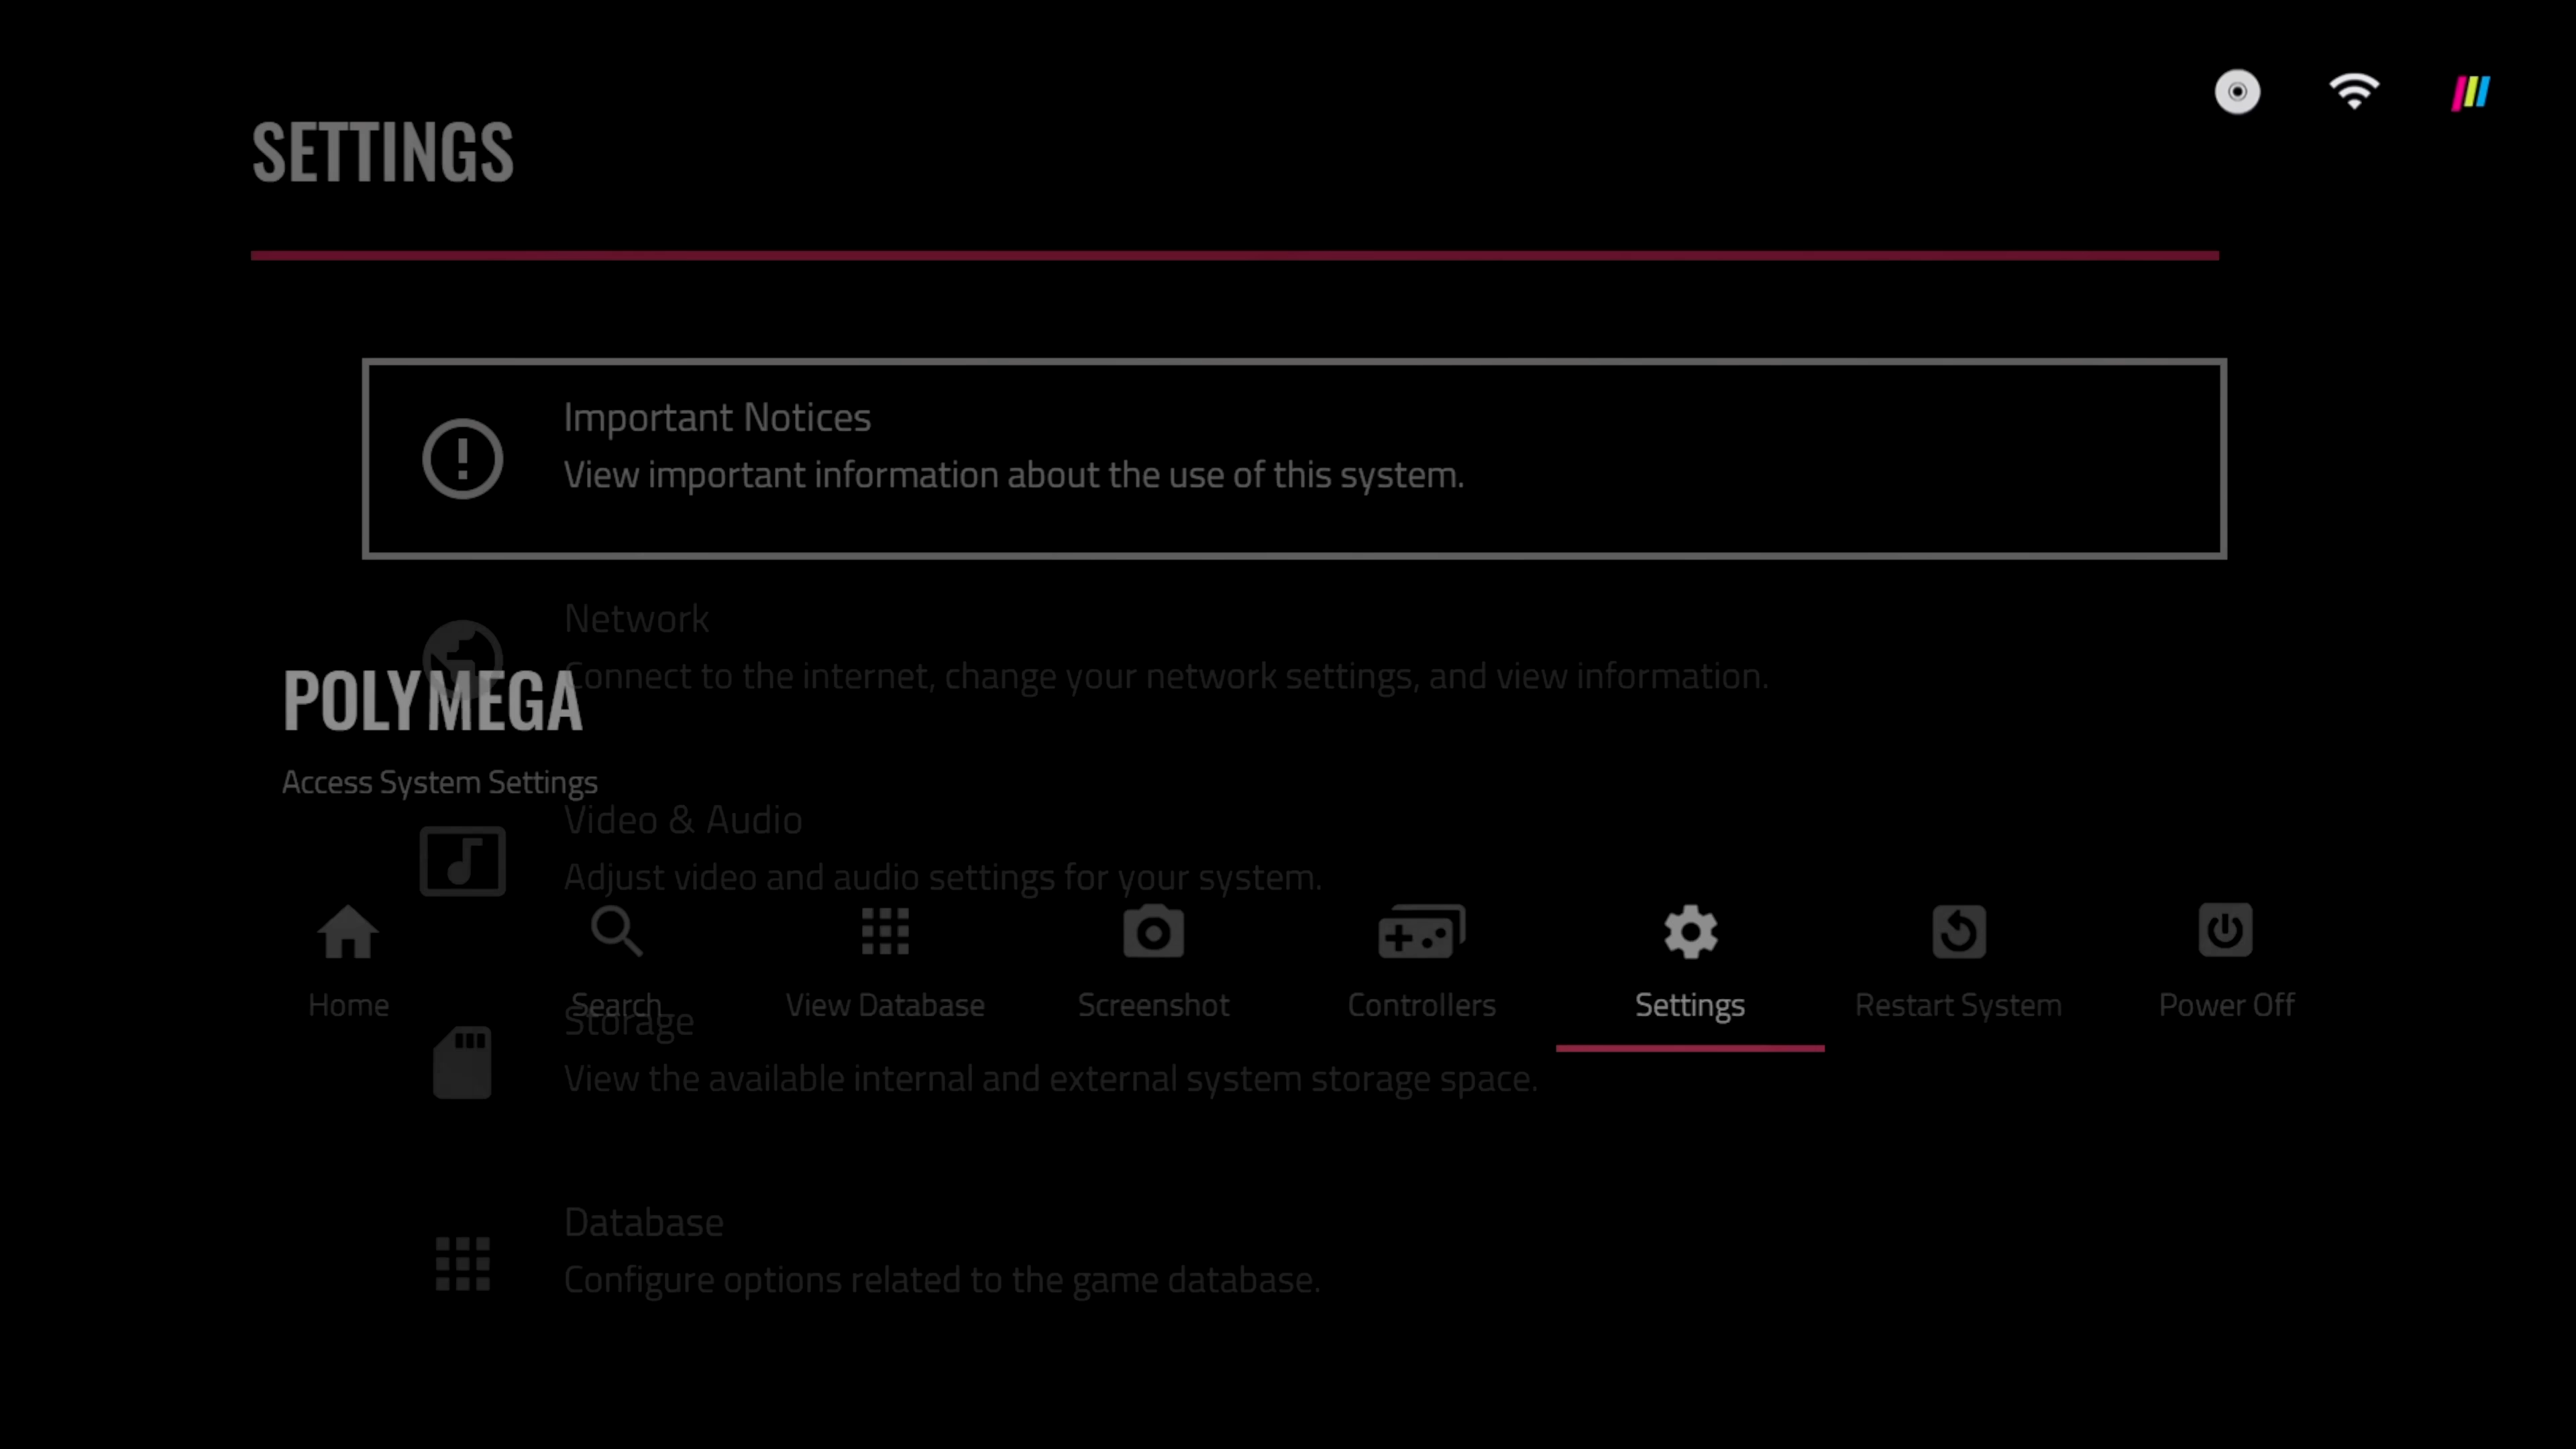 SETTINGS
Important Notices
View important information about the use of this system.
Network
Connect to the internet, change your network settings, and view information.
POLYMEGA
Access System Settings
Video & Audio
Adjust video and audio settings for your system.
Home Search View Database Screenshot Controllers Settings Restart System Power Off
Storage
View the available internal and external system storage space.
Database
Configure options related to the game database.